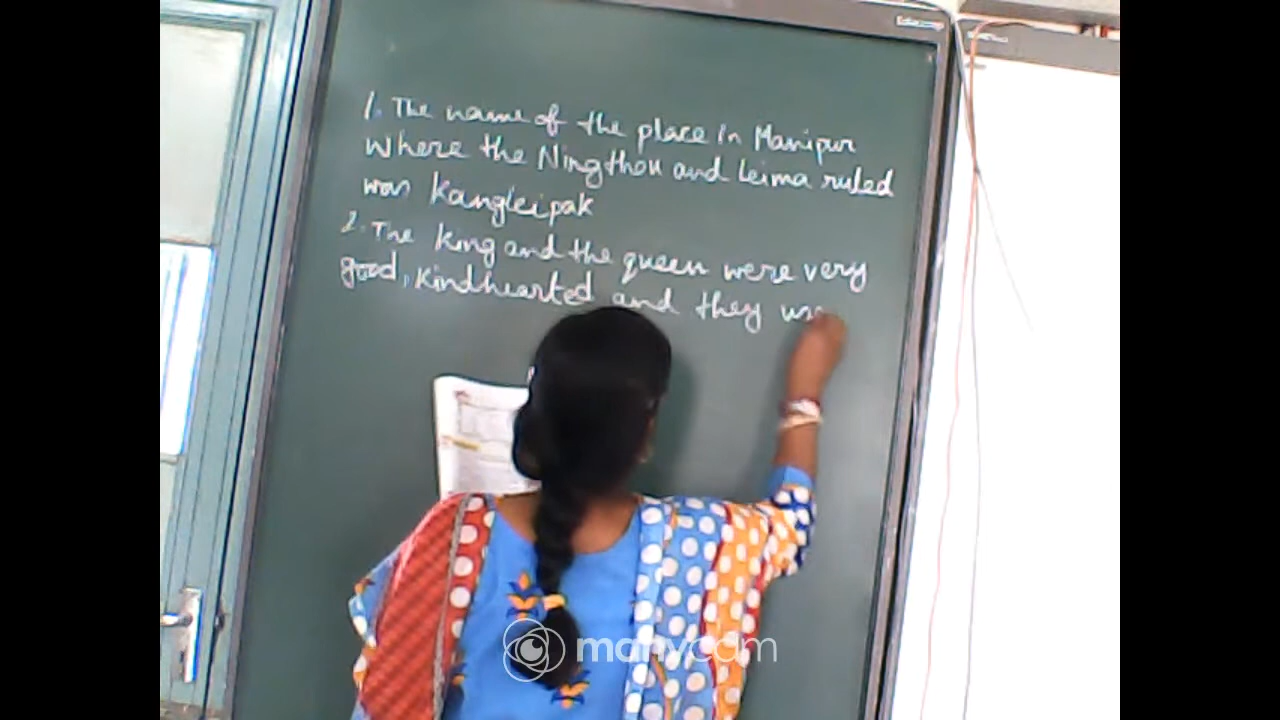 1. The name of the place in Manipur
where the Ningthou and Leima ruled
was Kangleipak
2. The King and the queen were very
good, Kindhearted and they
manycam